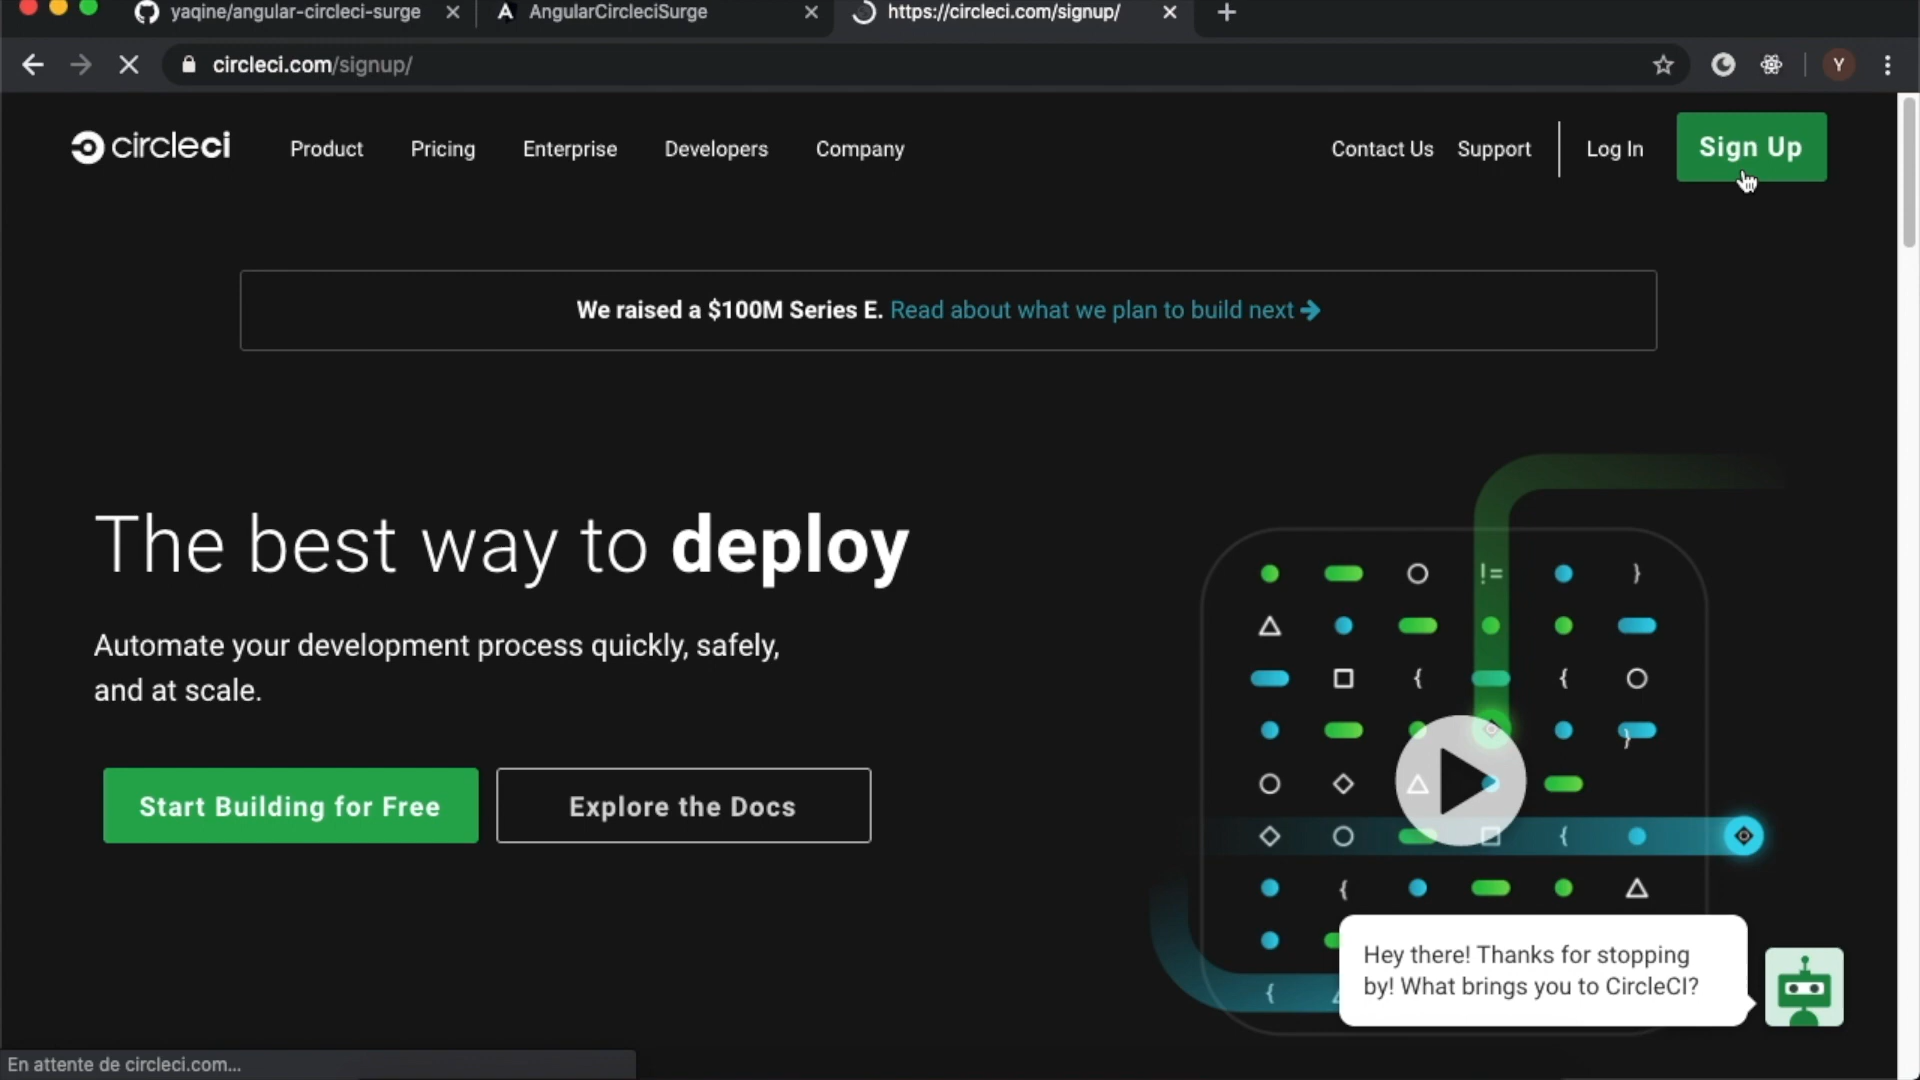 yaqine/angular-circleci-surge
AngularCircleciSurge
https://circleci.com/signup/
circleci.com/signup/
Y
circleci
Product
Pricing
Enterprise
Developers
Company
Contact Us
Support
Log In
Sign Up
We raised a $100M Series E. Read about what we plan to build next
The best way to deploy
Automate your development process quickly, safely,
and at scale.
Start Building for Free
Explore the Docs
!= }
{ {
}
{
{
{
Hey there! Thanks for stopping
by! What brings you to CircleCI?
En attente de circleci.com...